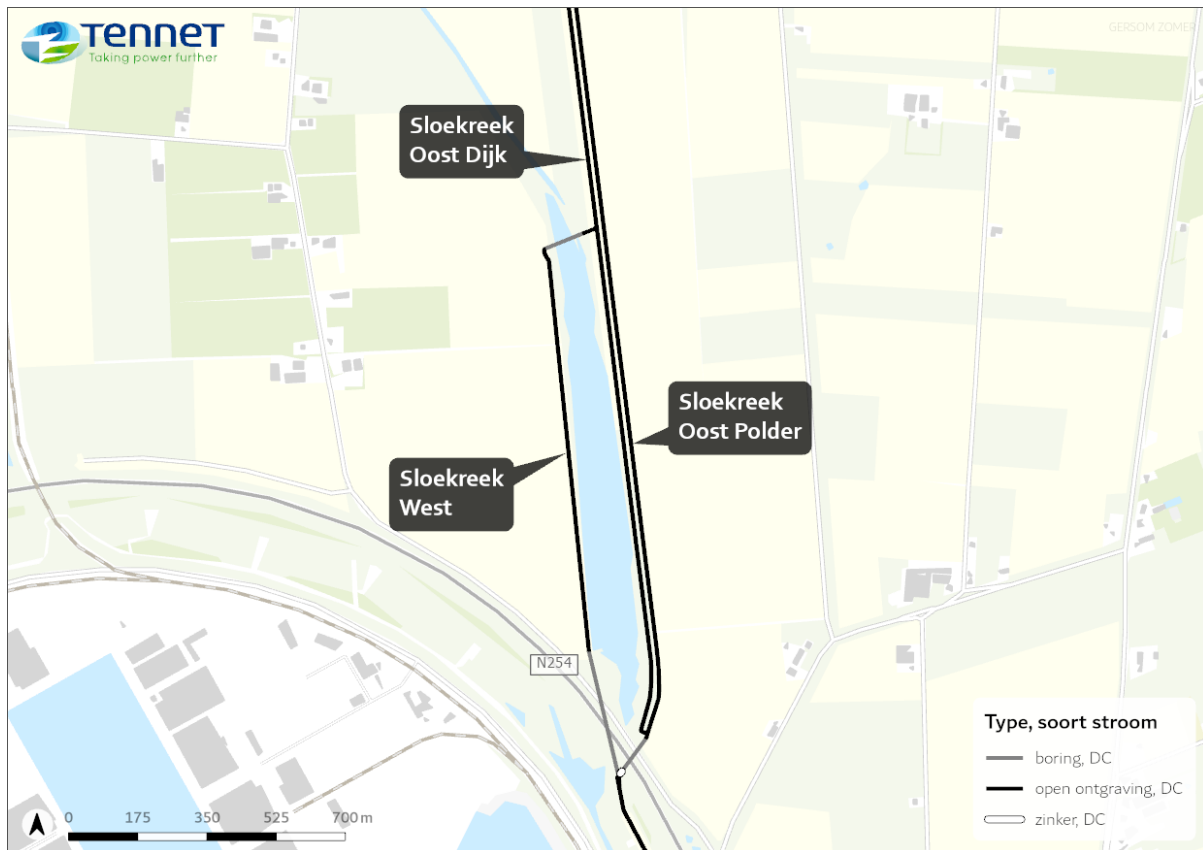 TenneT
Taking power further
GERSOM ZOMER
Sloekreek
Oost Dijk
Sloekreek
Oost Polder
Sloekreek
West
N254
Type, soort stroom
boring, DC
open ontgraving, DC
zinker, DC
0 175 350 525 700 m